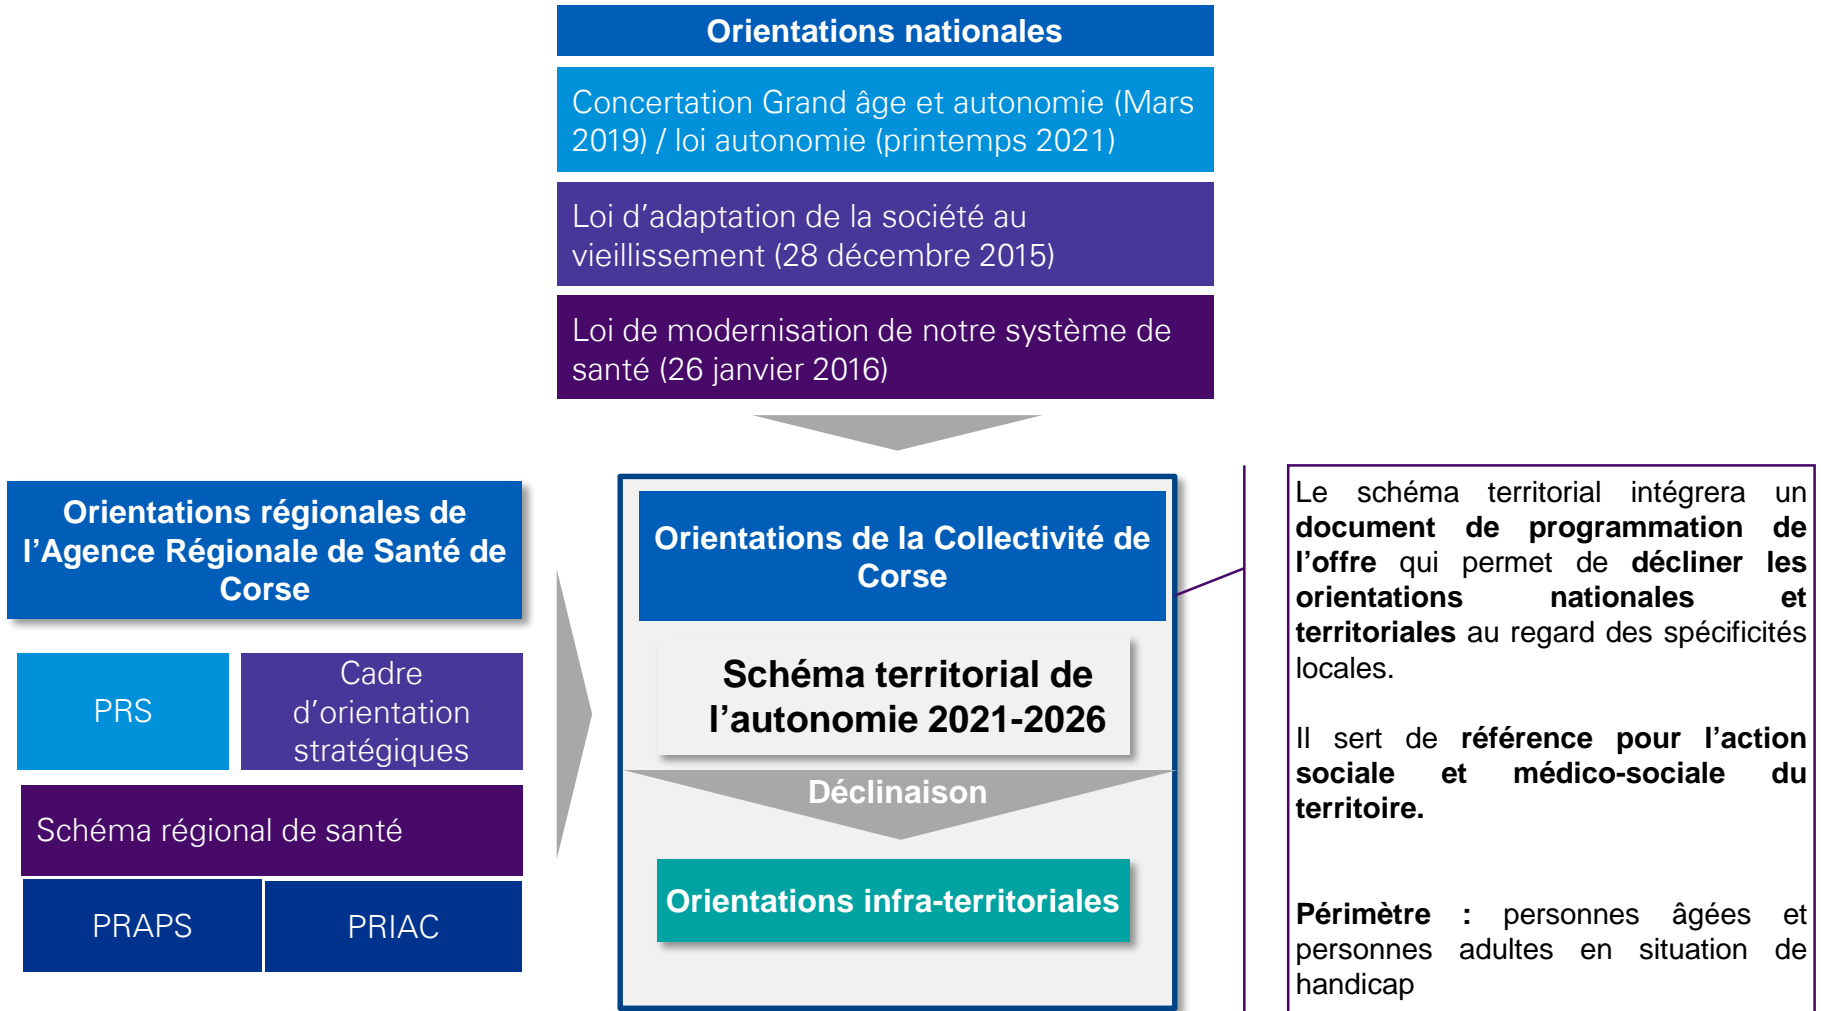 Orientations nationales
Concertation Grand âge et autonomie (Mars
2019) / loi autonomie (printemps 2021)
Loi d’adaptation de la société au
vieillissement (28 décembre 2015)
Loi de modernisation de notre système de
santé (26 janvier 2016)
Orientations régionales de
l’Agence Régionale de Santé de
Corse
PRS
Cadre
d’orientation
stratégiques
Schéma régional de santé
PRAPS
PRIAC
Orientations de la Collectivité de
Corse
Schéma territorial de
l’autonomie 2021-2026
Déclinaison
Orientations infra-territoriales
Le schéma territorial intégrera un
document de programmation de
l’offre qui permet de décliner les
orientations nationales et
territoriales au regard des spécificités
locales.
Il sert de référence pour l’action
sociale et médico-sociale du
territoire.
Périmètre : personnes âgées et
personnes adultes en situation de
handicap